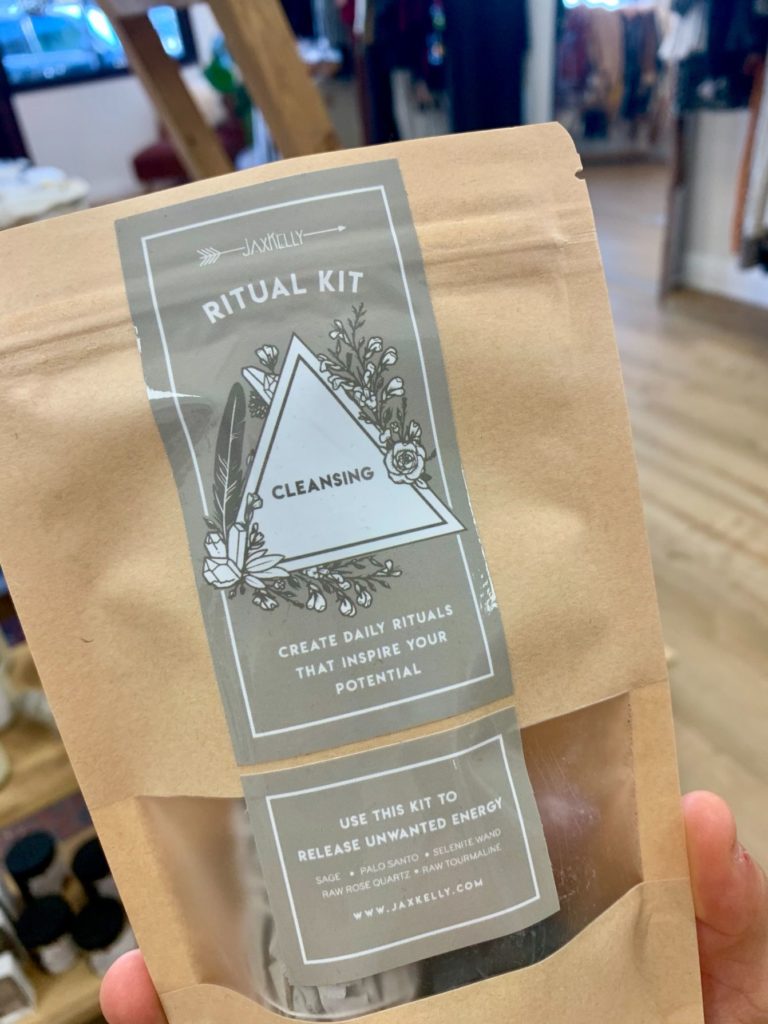 JAXKELLY
RITUAL KIT
CLEANSING
CREATE DAILY RITUALS
THAT INSPIRE YOUR
POTENTIAL
USE THIS KIT TO
RELEASE UNWANTED ENERGY
SAGE • PALO SANTO • SELENITE WAND
RAW ROSE QUARTZ • RAW TOURMALINE
WWW.JAXKELLY.COM